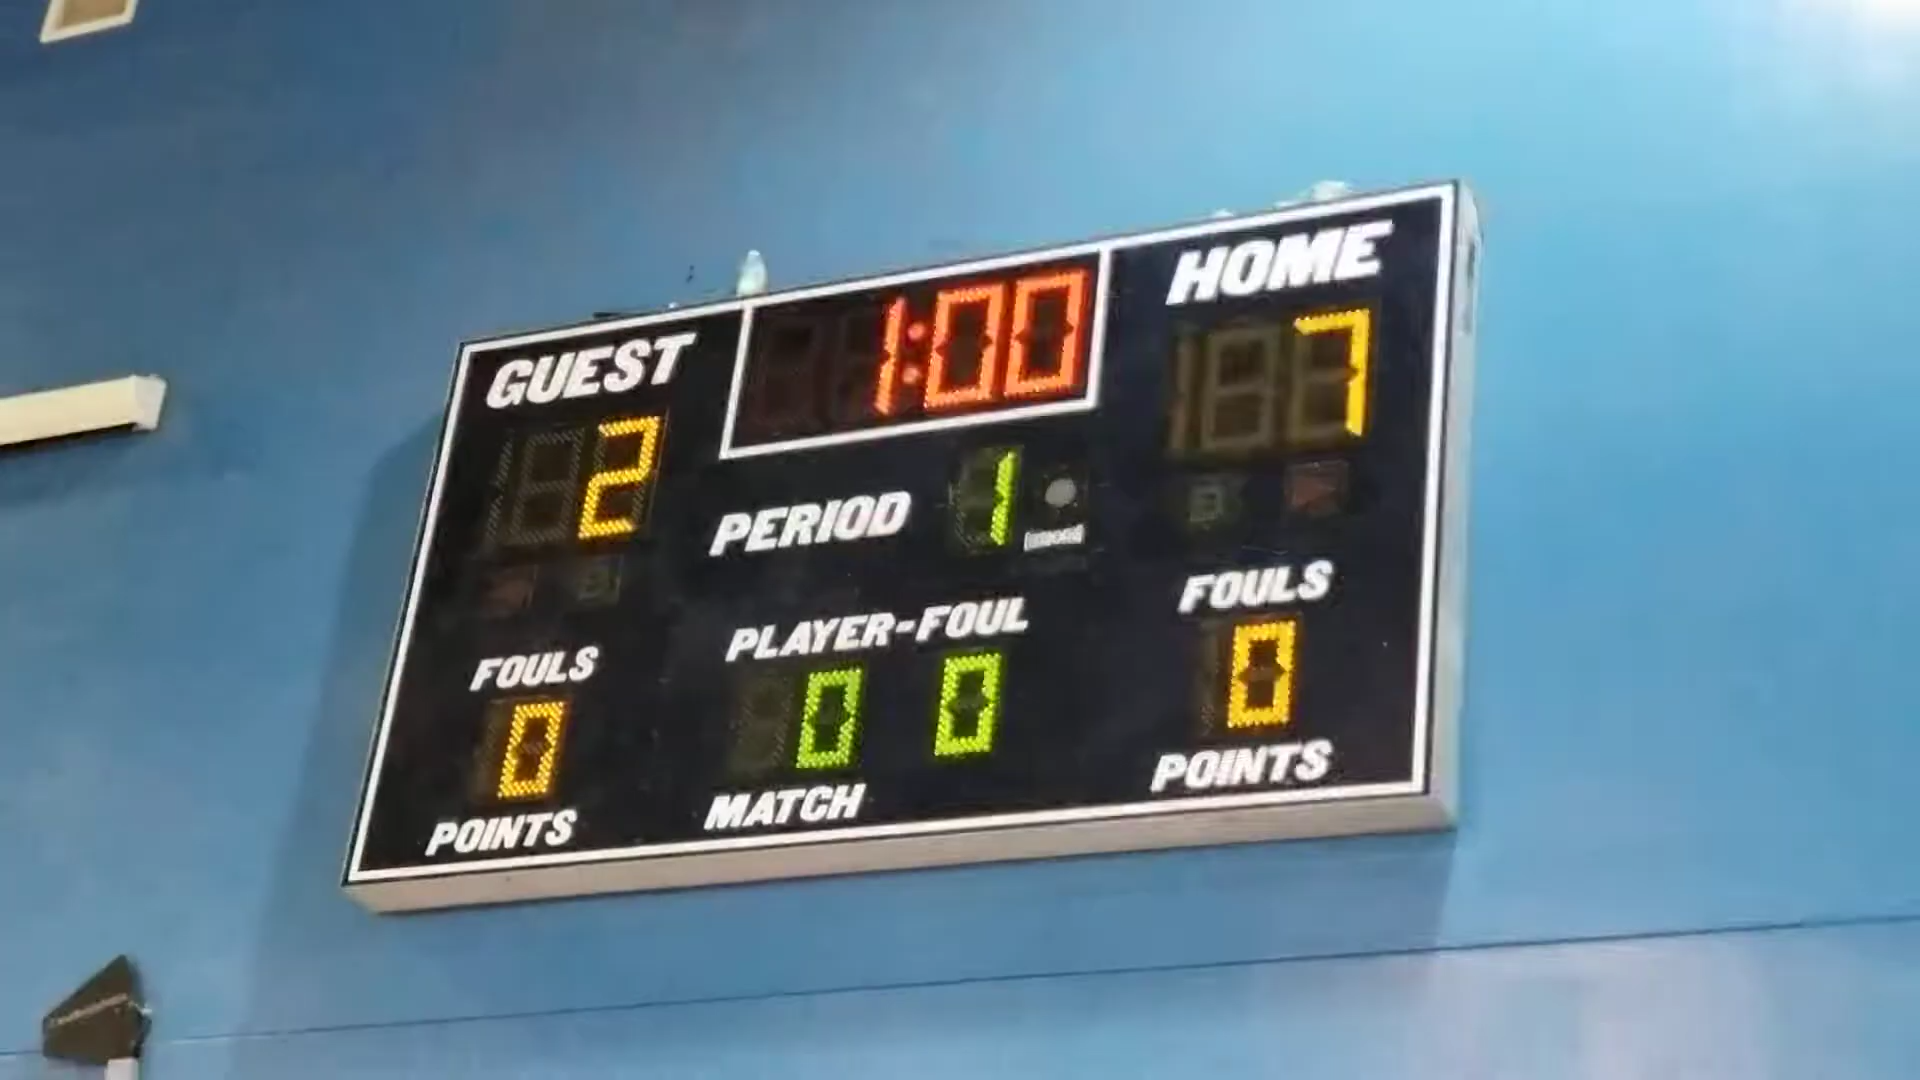 GUEST 1:00 HOME
2 7
PERIOD 1
FOULS PLAYER-FOUL FOULS
0 0 0 0
POINTS MATCH POINTS